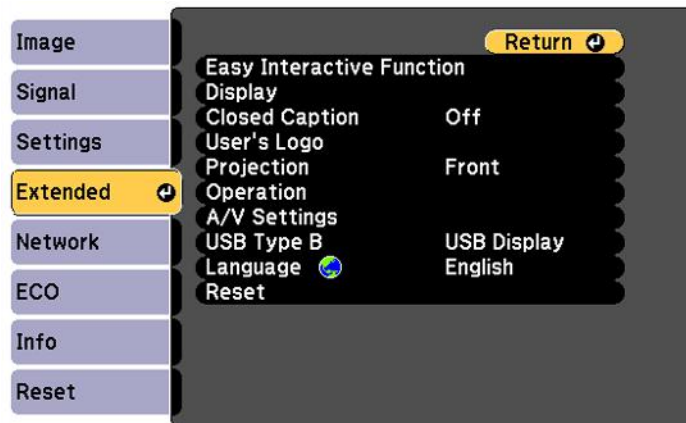 Image
Signal
Settings
Extended
Network
ECO
Info
Reset
Return
Easy Interactive Function
Display
Closed Caption Off
User's Logo
Projection Front
Operation
A/V Settings
USB Type B USB Display
Language English
Reset